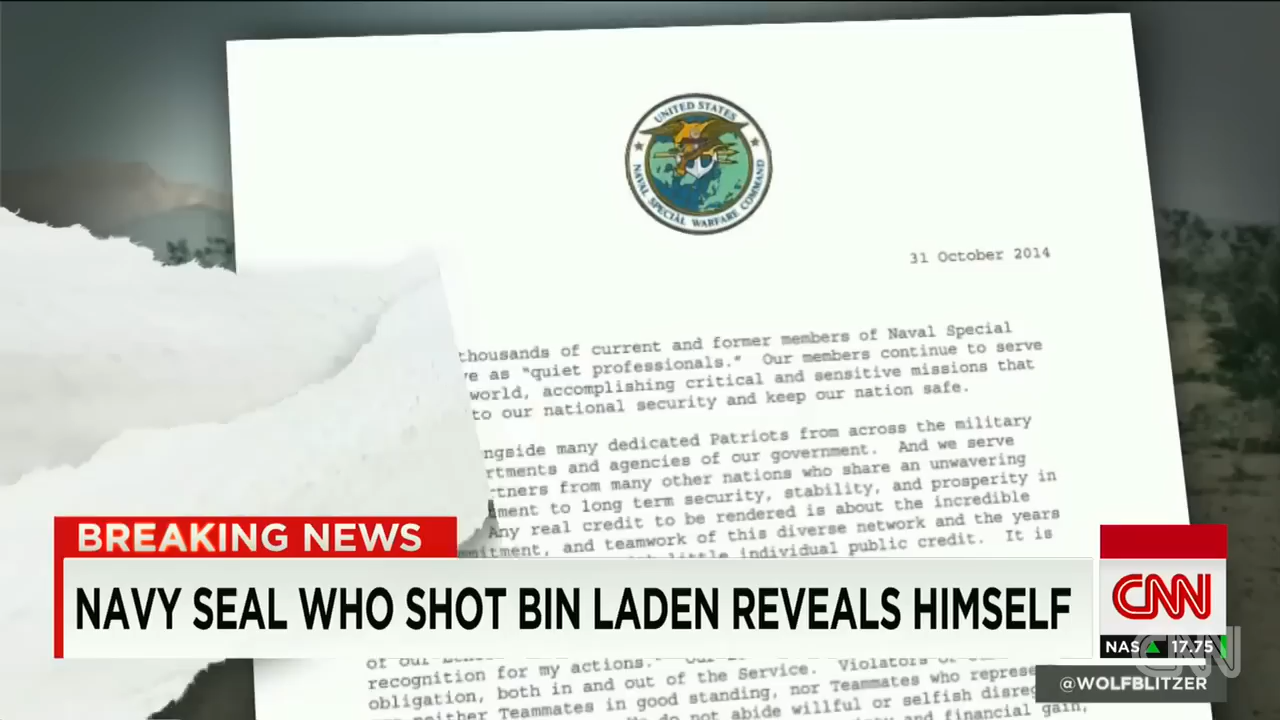 UNITED STATES
NAVAL SPECIAL WARFARE COMMAND
31 October 2014
thousands of current and former members of Naval Special
as "quiet professionals." Our members continue to serve
world, accomplishing critical and sensitive missions that
to our national security and keep our nation safe.
many dedicated Patriots from across the military
and agencies of our government. And we serve
from many other nations who share an unwavering
to long term security, stability, and prosperity in
Any real credit to be rendered is about the incredible
and teamwork of this diverse network and the years
little individual public credit. It is
BREAKING NEWS
NAVY SEAL WHO SHOT BIN LADEN REVEALS HIMSELF
CNN
NAS ▲ 17.75
CNN
@WOLFBLITZER
of our
recognition for my actions."
obligation, both in and out of the Service. Violators of
neither Teammates in good standing, nor Teammates who
do not abide willful or selfish
and financial gain,